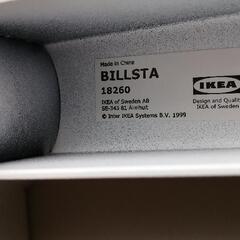 Made in China
BILLSTA
18260
IKEA of Sweden AB
SE-343 81 Älmhult
© Inter IKEA Systems B.V. 1999
IKEA
Design and Quality
IKEA of Sweden